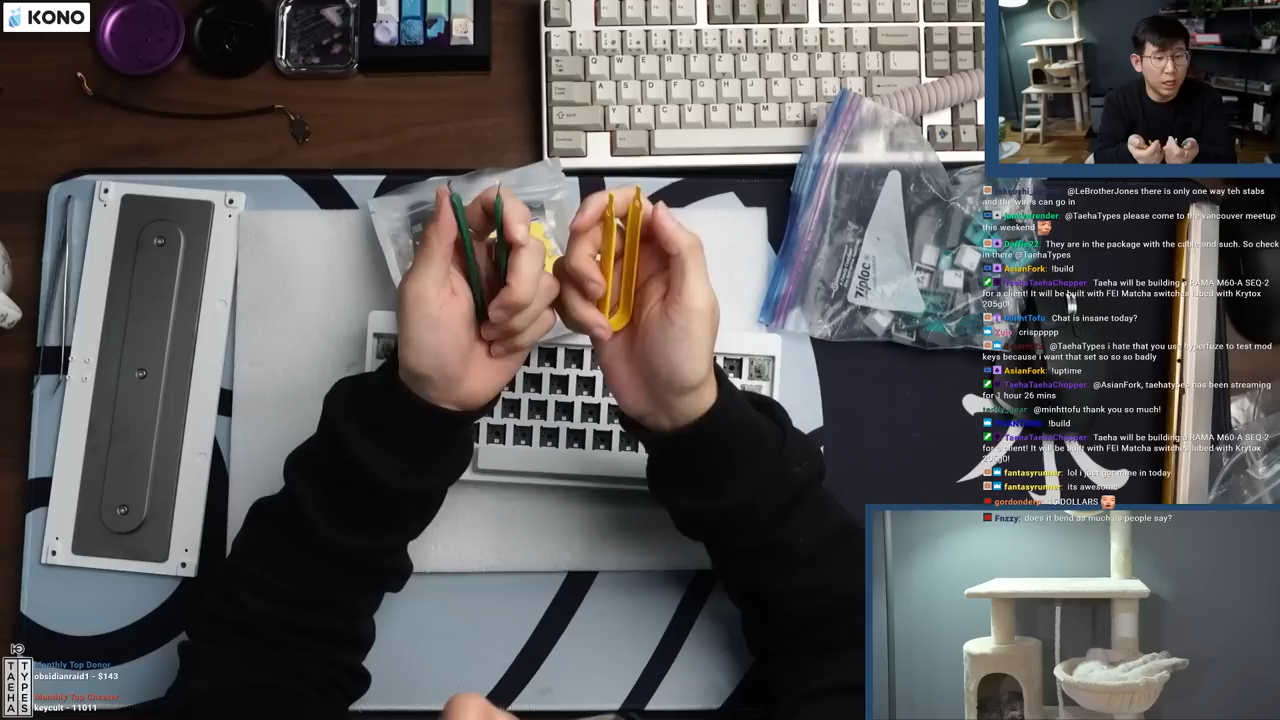 KONO
Ziploc
@LeBrotherJones there is only one way teh stabs
and the wires can go in
@TaehaTypes please come to the vancouver meetup
this weekend
They are in the package with the cable and such. So check
in there @TaehaTypes
AsianFork: !build
TaehaTaehaChopper Taeha will be building a RAMA M60-A SEQ-2
for a client! It will be built with FEI Matcha switches lubed with Krytox
205g0!
MinhtTofu: Chat is insane today?
crisppppp
@TaehaTypes i hate that you use hyperfuze to test mod
keys because i want that set so so so badly
AsianFork: !uptime
TaehaTaehaChopper @AsianFork, taehatypes has been streaming
for 1 hour 26 mins
@minhttofu thank you so much!
!build
TaehaTaehaChopper Taeha will be building a RAMA M60-A SEQ-2
for a client! It will be built with FEI Matcha switches lubed with Krytox
205g0!
fantasyrunner: lol i just got mine in today
fantasyrunner: its awesome
DOLLARS
Fnzzy: does it bend as much as people say?
TAEHA
TYPES
Monthly Top Donor
obsidianraid1 - $143
Monthly Top Cheerer
keycuit - 11011